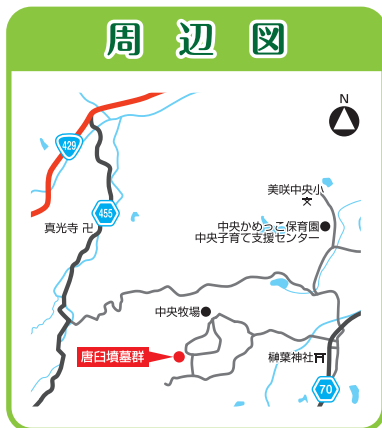 周辺図
N
429
美咲中央小
455
真光寺
中央かめっこ保育園
中央子育て支援センター
中央牧場
唐臼墳墓群
榊葉神社
70